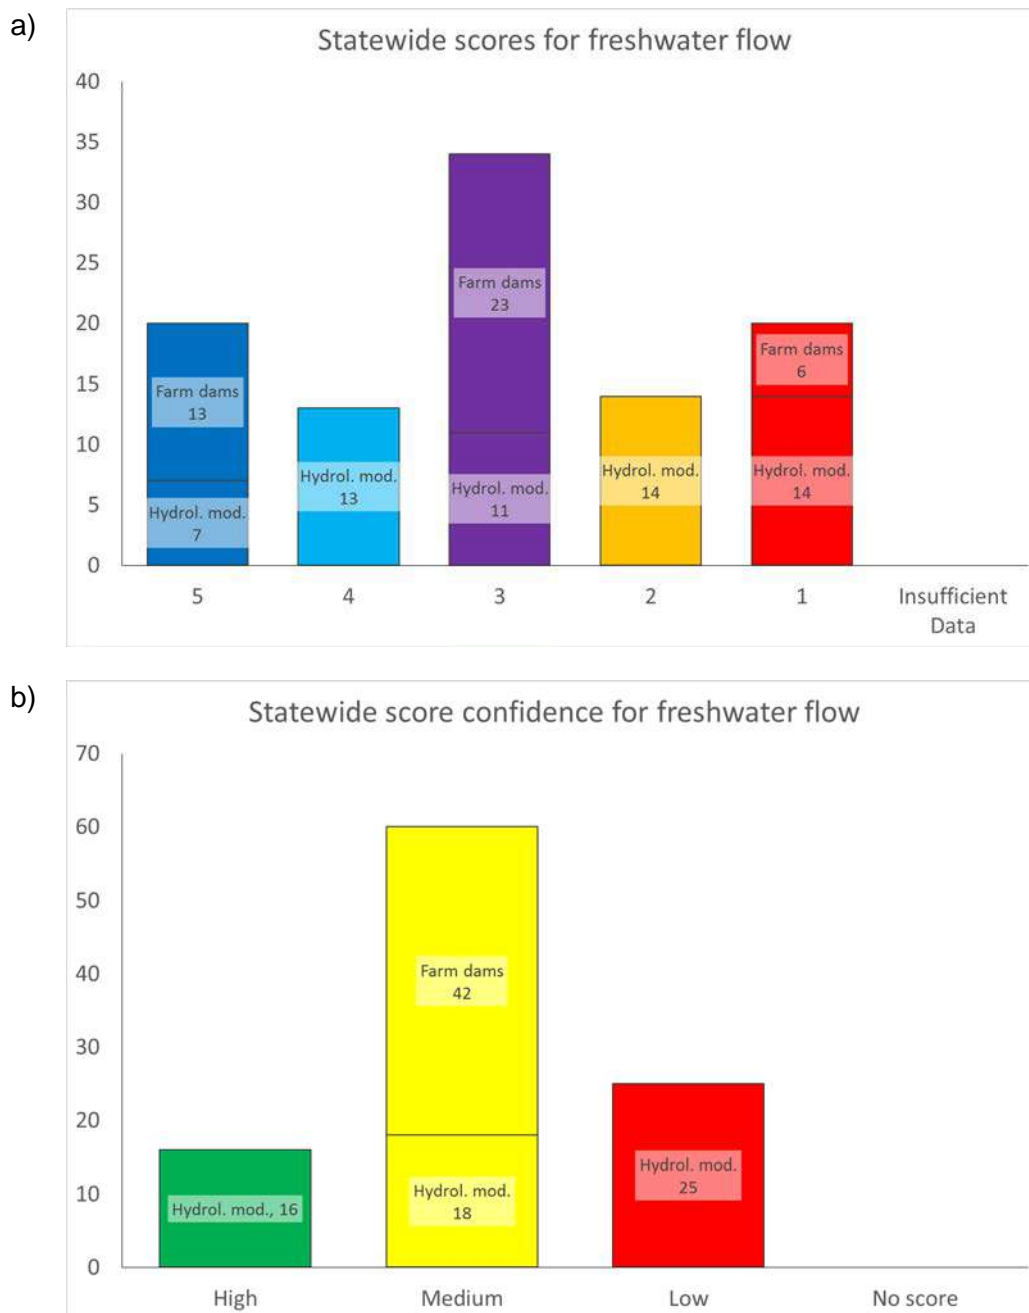 a)
Statewide scores for freshwater flow
40
35
30
25
20
15
10
5
0
Farm dams
13
Hydrol. mod.
7
Hydrol. mod.
13
Farm dams
23
Hydrol. mod.
11
Hydrol. mod.
14
Farm dams
6
Hydrol. mod.
14
5 4 3 2 1 Insufficient
Data
b)
Statewide score confidence for freshwater flow
70
60
50
40
30
20
10
0
Hydrol. mod., 16
Farm dams
42
Hydrol. mod.
18
Hydrol. mod.
25
High Medium Low No score